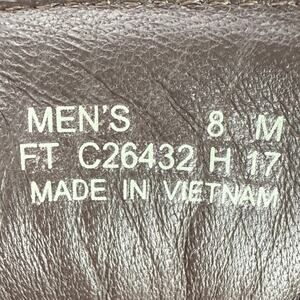 MEN'S 8 M
FT C26432 H 17
MADE IN VIETNAM